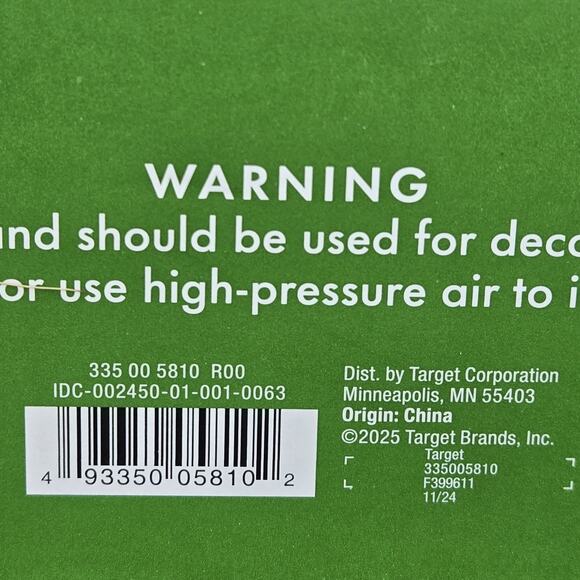 WARNING
and should be used for deco
or use high-pressure air to i
335 00 5810 R00
IDC-002450-01-001-0063
4 93350 05810 2
Dist. by Target Corporation
Minneapolis, MN 55403
Origin: China
©2025 Target Brands, Inc.
Target
335005810
F399611
11/24